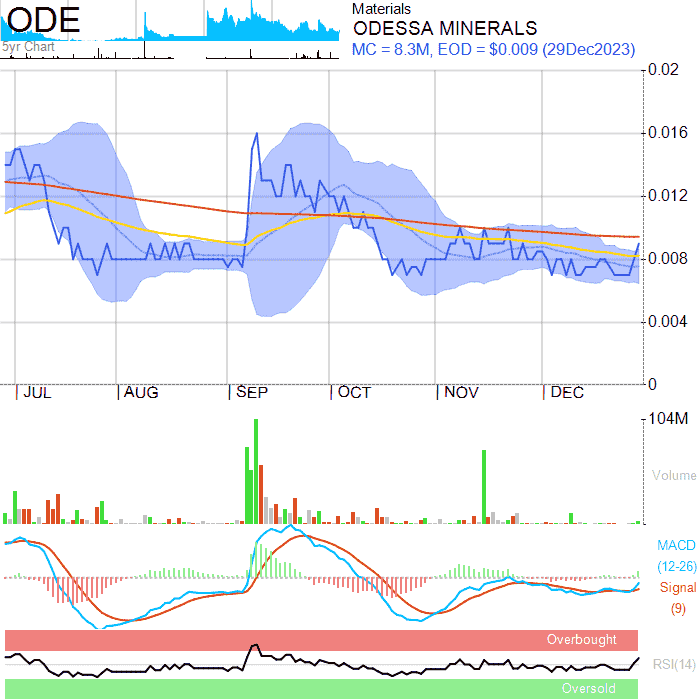 ODE
5yr Chart
Materials
ODESSA MINERALS
MC = 8.3M, EOD = $0.009 (29Dec2023)
0.02
0.016
0.012
0.008
0.004
0
JUL
AUG
SEP
OCT
NOV
DEC
104M
Volume
MACD
(12-26)
Signal
(9)
Overbought
RSI(14)
Oversold